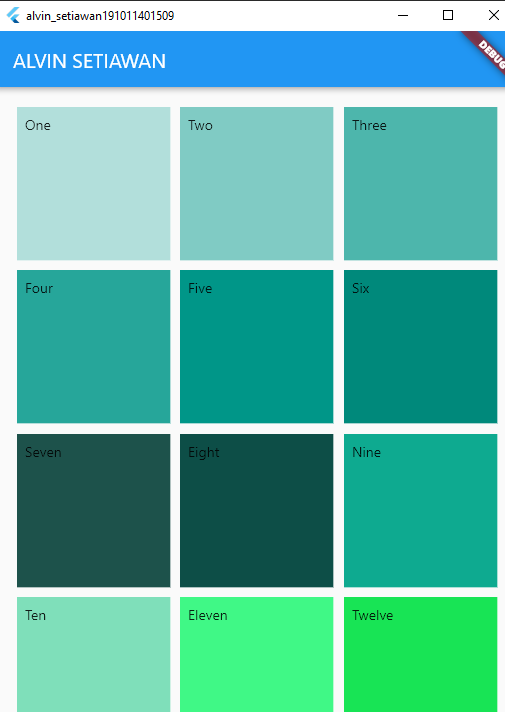 alvin_setiawan191011401509
ALVIN SETIAWAN
DEBUG
One
Two
Three
Four
Five
Six
Seven
Eight
Nine
Ten
Eleven
Twelve